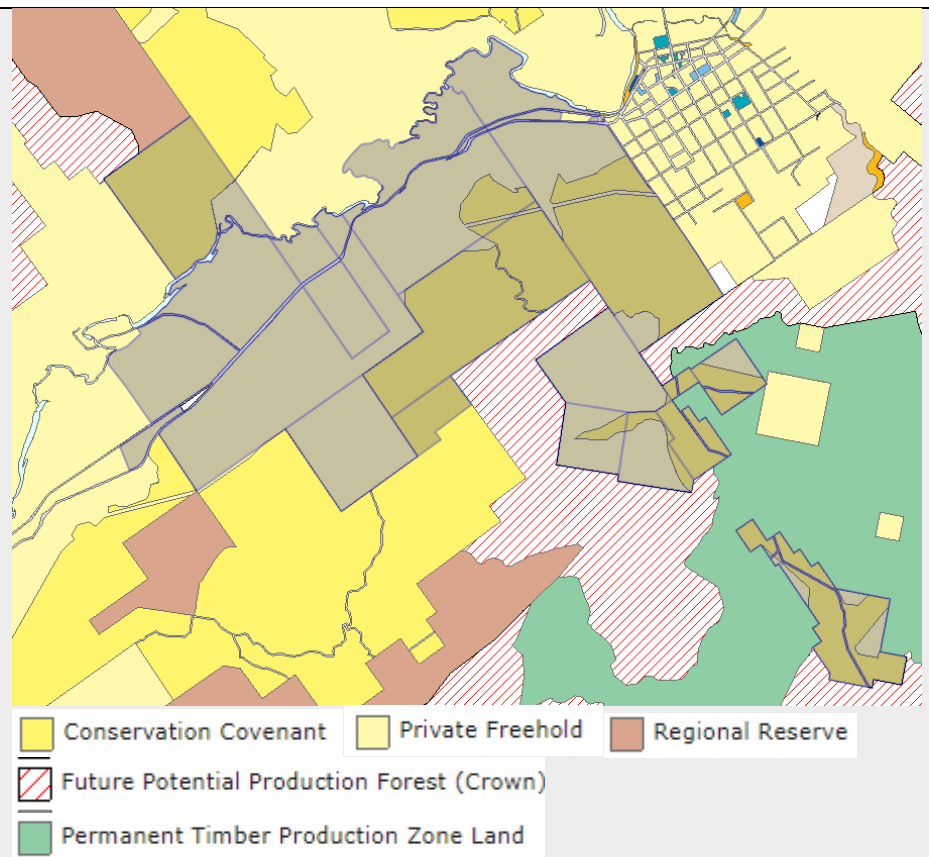 Conservation Covenant
Private Freehold
Regional Reserve
Future Potential Production Forest (Crown)
Permanent Timber Production Zone Land